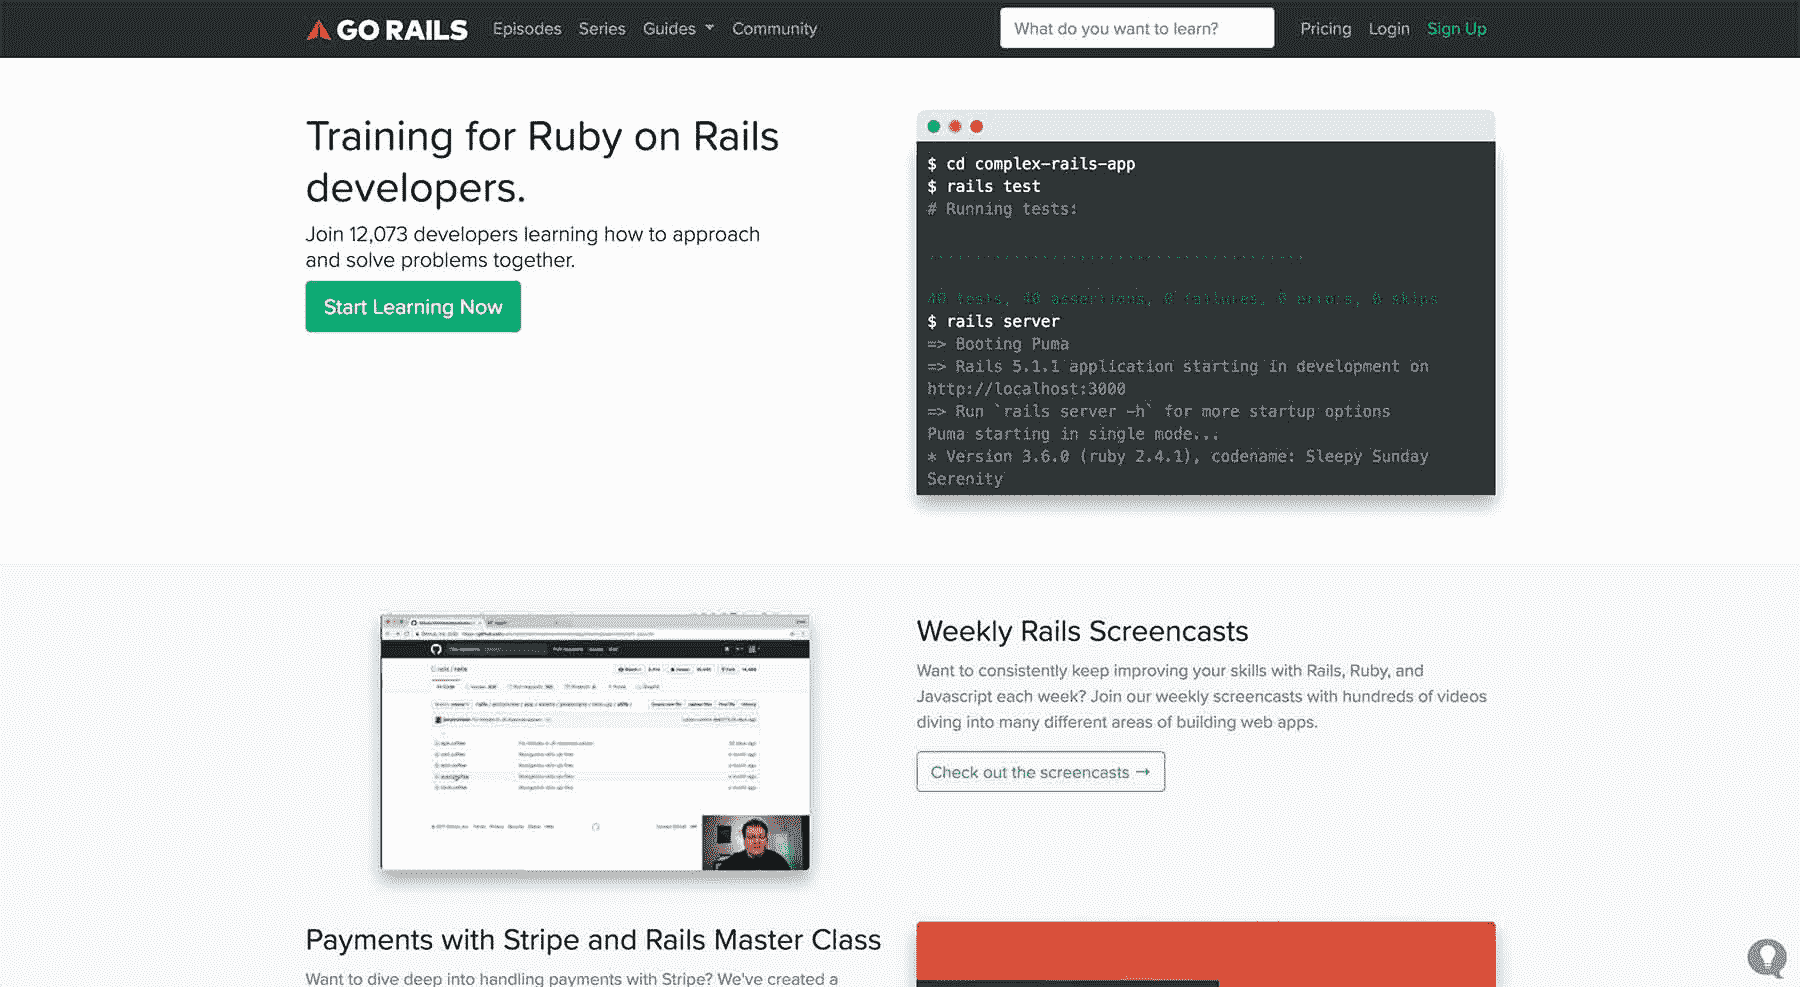 GO RAILS Episodes Series Guides Community What do you want to learn? Pricing Login Sign Up
Training for Ruby on Rails
developers.
Join 12,073 developers learning how to approach
and solve problems together.
Start Learning Now
$ cd complex-rails-app
$ rails test
# Running tests:
.......................................
40 tests, 40 assertions, 0 failures, 0 errors, 0 skips
$ rails server
=> Booting Puma
=> Rails 5.1.1 application starting in development on
http://localhost:3000
=> Run `rails server -h` for more startup options
Puma starting in single mode...
* Version 3.6.0 (ruby 2.4.1), codename: Sleepy Sunday
Serenity
Weekly Rails Screencasts
Want to consistently keep improving your skills with Rails, Ruby, and
Javascript each week? Join our weekly screencasts with hundreds of videos
diving into many different areas of building web apps.
Check out the screencasts →
Payments with Stripe and Rails Master Class
Want to dive deep into handling payments with Stripe? We've created a